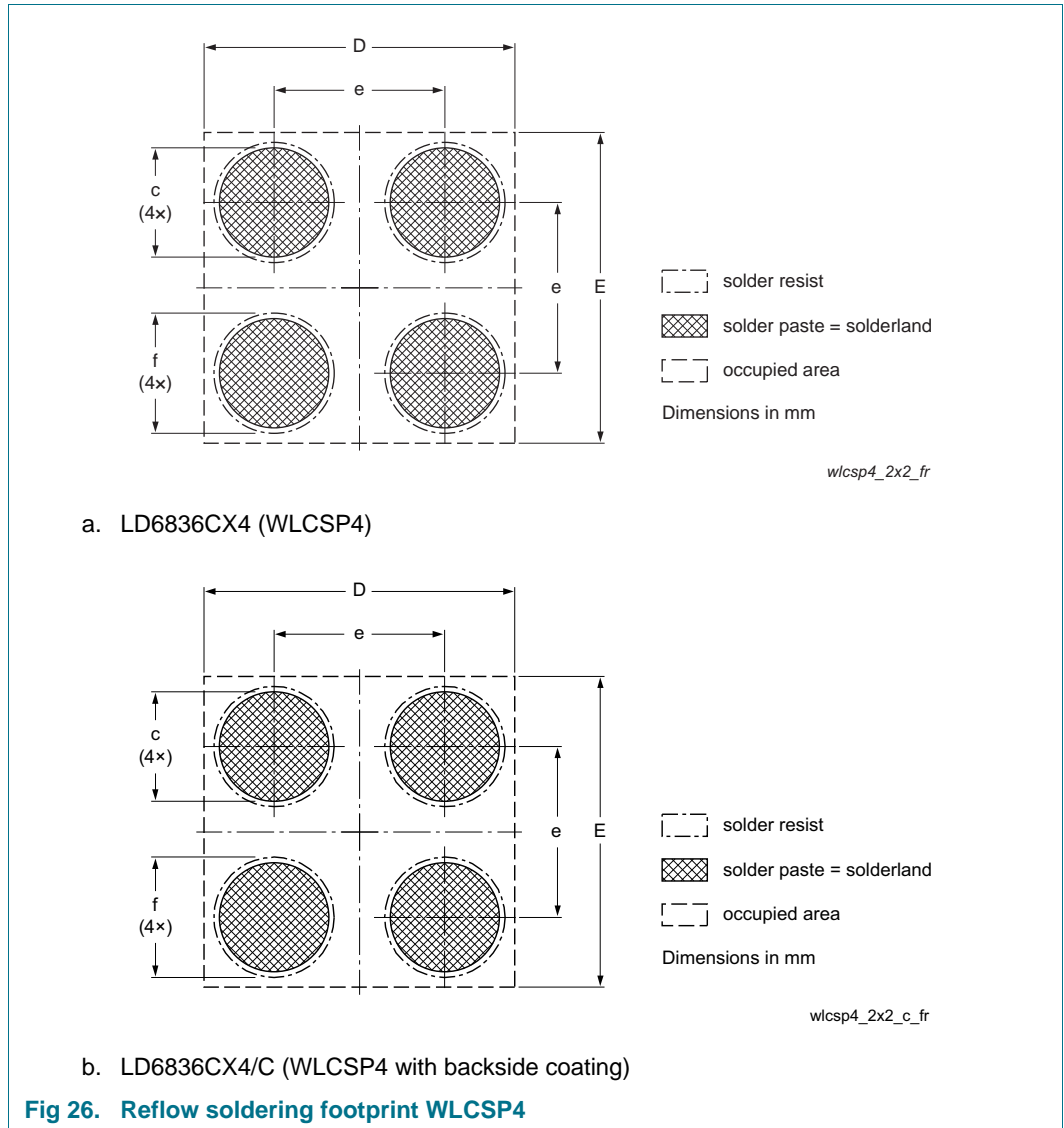 D
e
c
(4×)
f
(4×)
e
E
solder resist
solder paste = solderland
occupied area
Dimensions in mm
wlcsp4_2x2_fr
a. LD6836CX4 (WLCSP4)
D
e
c
(4×)
f
(4×)
e
E
solder resist
solder paste = solderland
occupied area
Dimensions in mm
wlcsp4_2x2_c_fr
b. LD6836CX4/C (WLCSP4 with backside coating)
Fig 26. Reflow soldering footprint WLCSP4